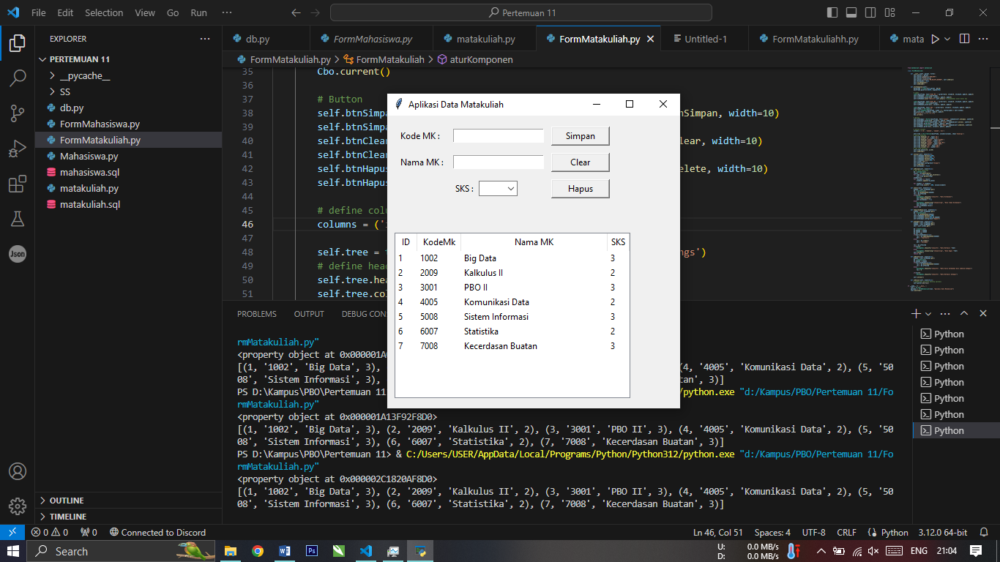 File Edit Selection View Go Run ··· Pertemuan 11
EXPLORER
PERTEMUAN 11
__pycache__
SS
db.py
FormMahasiswa.py
FormMatakuliah.py
Mahasiswa.py
mahasiswa.sql
matakuliah.py
matakuliah.sql
OUTLINE
TIMELINE
Json
db.py FormMahasiswa.py matakuliah.py FormMatakuliah.py Untitled-1 FormMatakuliahh.py mata
FormMatakuliah.py > FormMatakuliah > aturKomponen
35 Cbo.current()
36
37 # Button
38 self.btnSimpa nSimpan, width=10)
39 self.btnSimpa
40 self.btnClear lear, width=10)
41 self.btnClear
42 self.btnHapus elete, width=10)
43 self.btnHapus
44
45 # define colu
46 columns = ('
47
48 self.tree = ngs')
49 # define head
50 self.tree.hea
51 self.tree.col
Aplikasi Data Matakuliah
Kode MK : Simpan
Nama MK : Clear
SKS : Hapus
ID KodeMk Nama MK SKS
1 1002 Big Data 3
2 2009 Kalkulus II 2
3 3001 PBO II 3
4 4005 Komunikasi Data 2
5 5008 Sistem Informasi 3
6 6007 Statistika 2
7 7008 Kecerdasan Buatan 3
PROBLEMS OUTPUT DEBUG CON
rmMatakuliah.py"
<property object at 0x000001A
[(1, '1002', 'Big Data', 3), (4, '4005', 'Komunikasi Data', 2), (5, '50
08', 'Sistem Informasi', 3), tan', 3)]
PS D:\Kampus\PBO\Pertemuan 11 /python.exe "d:/Kampus/PBO/Pertemuan 11/Fo
rmMatakuliah.py"
<property object at 0x000001A13F92F8D0>
[(1, '1002', 'Big Data', 3), (2, '2009', 'Kalkulus II', 2), (3, '3001', 'PBO II', 3), (4, '4005', 'Komunikasi Data', 2), (5, '50
08', 'Sistem Informasi', 3), (6, '6007', 'Statistika', 2), (7, '7008', 'Kecerdasan Buatan', 3)]
PS D:\Kampus\PBO\Pertemuan 11> & C:/Users/USER/AppData/Local/Programs/Python/Python312/python.exe "d:/Kampus/PBO/Pertemuan 11/Fo
rmMatakuliah.py"
<property object at 0x000002C1820AF8D0>
[(1, '1002', 'Big Data', 3), (2, '2009', 'Kalkulus II', 2), (3, '3001', 'PBO II', 3), (4, '4005', 'Komunikasi Data', 2), (5, '50
08', 'Sistem Informasi', 3), (6, '6007', 'Statistika', 2), (7, '7008', 'Kecerdasan Buatan', 3)]
Python
Python
Python
Python
Python
Python
Python
0 0 0 Connected to Discord Ln 46, Col 51 Spaces: 4 UTF-8 CRLF Python 3.12.0 64-bit
Search U: 0.0 MB/s
D: 0.0 MB/s
ENG 21:04